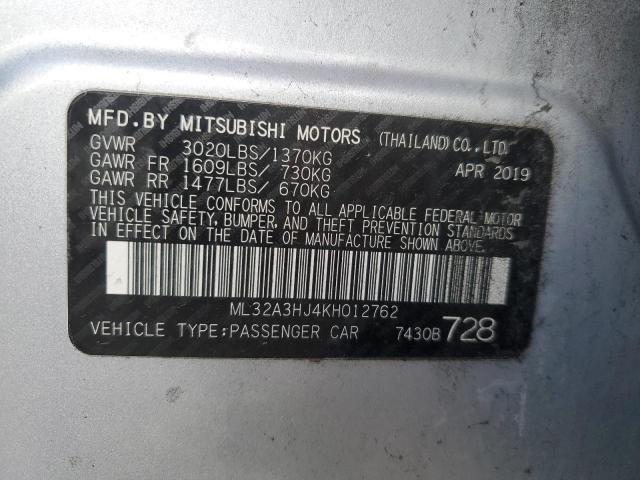 MFD.BY MITSUBISHI MOTORS (THAILAND)CO.,LTD.
GVWR 3020LBS/1370KG APR 2019
GAWR FR 1609LBS/ 730KG
GAWR RR 1477LBS/ 670KG
THIS VEHICLE CONFORMS TO ALL APPLICABLE FEDERAL MOTOR
VEHICLE SAFETY, BUMPER, AND THEFT PREVENTION STANDARDS
IN EFFECT ON THE DATE OF MANUFACTURE SHOWN ABOVE.
ML32A3HJ4KH012762
VEHICLE TYPE:PASSENGER CAR 7430B 728